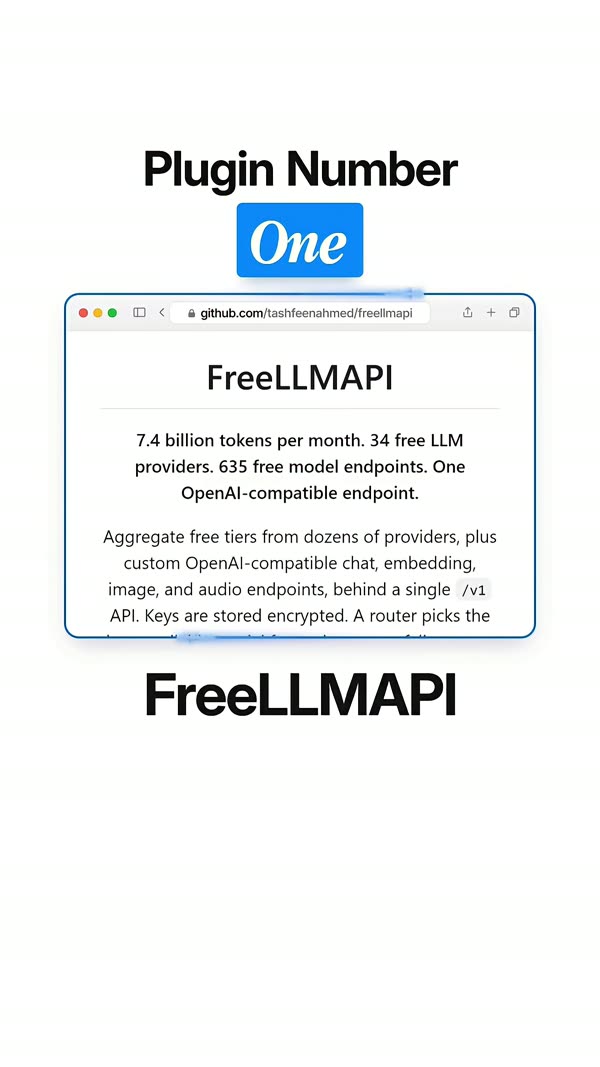 Plugin Number
One
github.com/tashfeenahmed/freellmapi
FreeLLMAPI
7.4 billion tokens per month. 34 free LLM
providers. 635 free model endpoints. One
OpenAI-compatible endpoint.
Aggregate free tiers from dozens of providers, plus
custom OpenAI-compatible chat, embedding,
image, and audio endpoints, behind a single /v1
API. Keys are stored encrypted. A router picks the
FreeLLMAPI